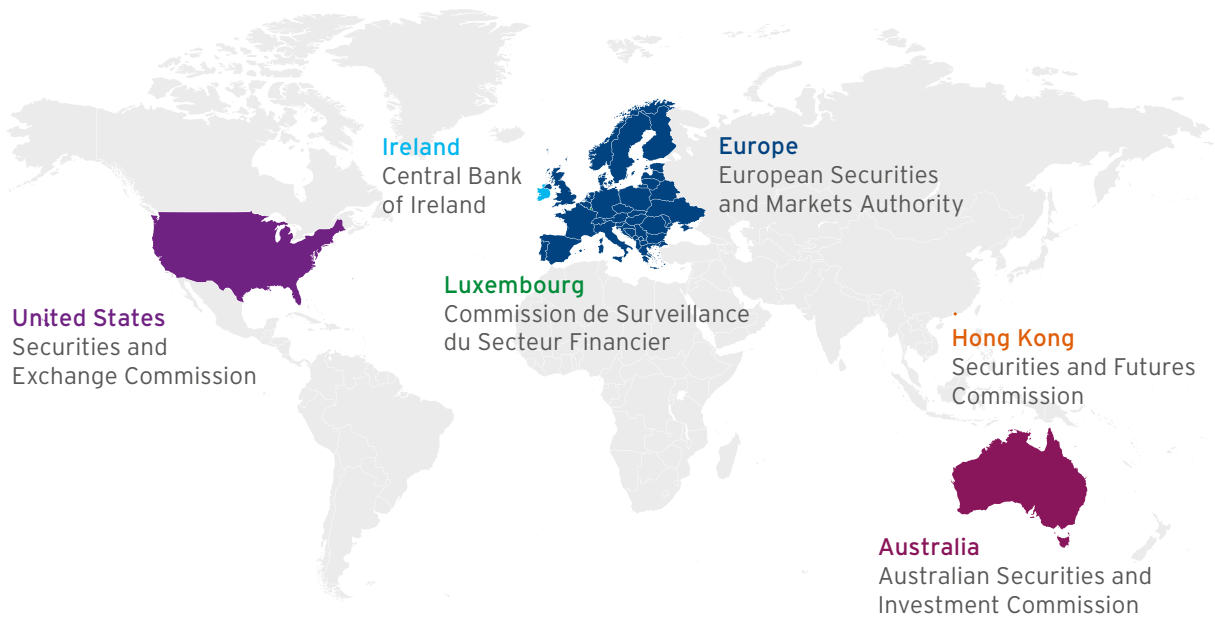 Ireland
Central Bank
of Ireland
Europe
European Securities
and Markets Authority
Luxembourg
Commission de Surveillance
du Secteur Financier
United States
Securities and
Exchange Commission
Hong Kong
Securities and Futures
Commission
Australia
Australian Securities and
Investment Commission